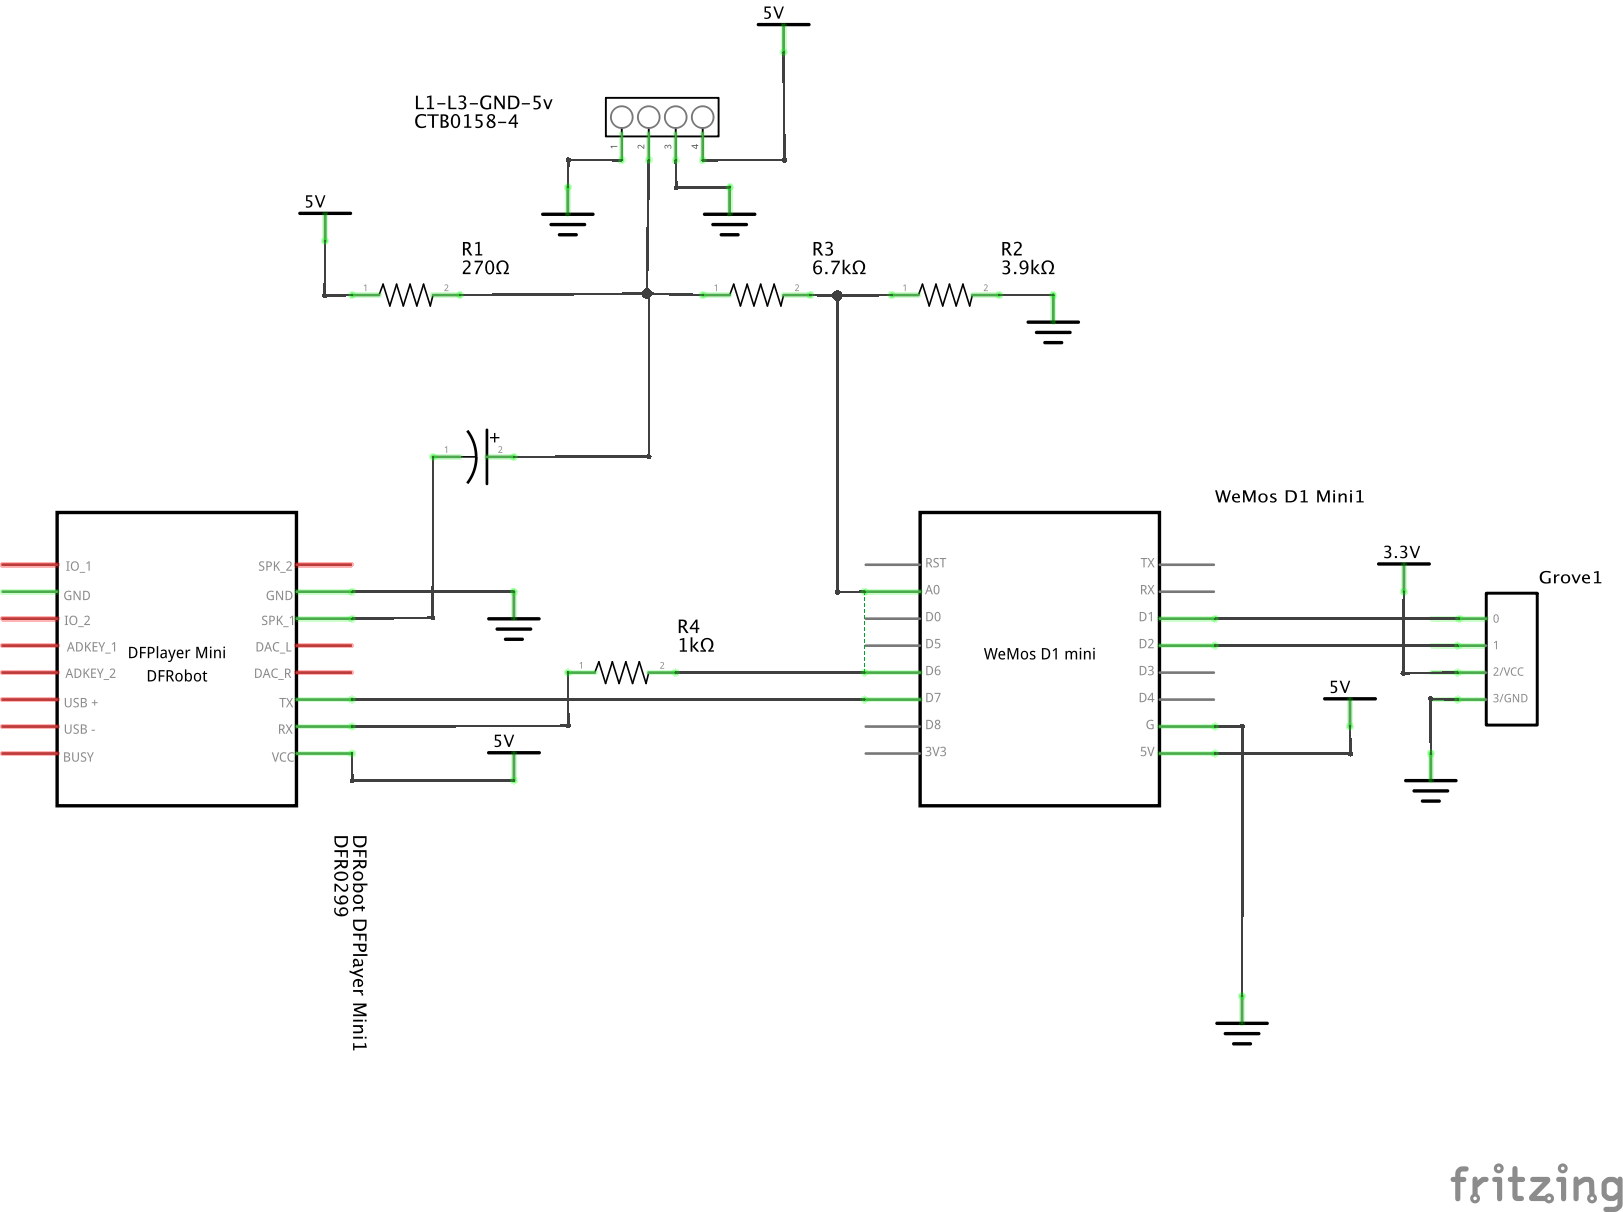 5V
L1-L3-GND-5v
CTB0158-4
1
2
3
4
5V
R1
270Ω
1
2
R3
6.7kΩ
1
2
R2
3.9kΩ
1
2
1
+
2
DFPlayer Mini
DFRobot
IO_1
GND
IO_2
ADKEY_1
ADKEY_2
USB +
USB -
BUSY
SPK_2
GND
SPK_1
DAC_L
DAC_R
TX
RX
VCC
5V
DFRobot DFPlayer Mini1
DFR0299
R4
1kΩ
1
2
WeMos D1 Mini1
WeMos D1 mini
RST
A0
D0
D5
D6
D7
D8
3V3
TX
RX
D1
D2
D3
D4
G
5V
5V
3.3V
Grove1
0
1
2/VCC
3/GND
fritzing